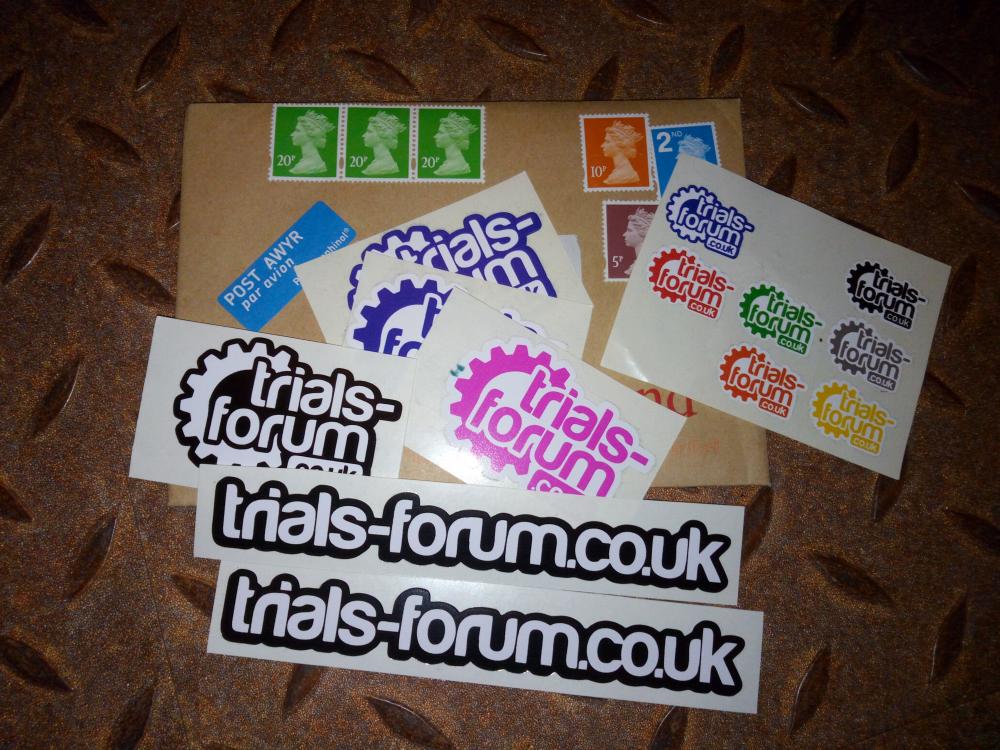 20P
20P
20P
10P
2ND
5P
POST AWYR
par avion
trials-
forum
.co.uk
trials-
forum
.co.uk
trials-
forum
.co.uk
trials-
forum
.co.uk
trials-
forum
.co.uk
trials-
forum
.co.uk
trials-
forum
.co.uk
trials-
trials-
forum
.co.uk
trials-
forum
trials-forum.co.uk
trials-forum.co.uk